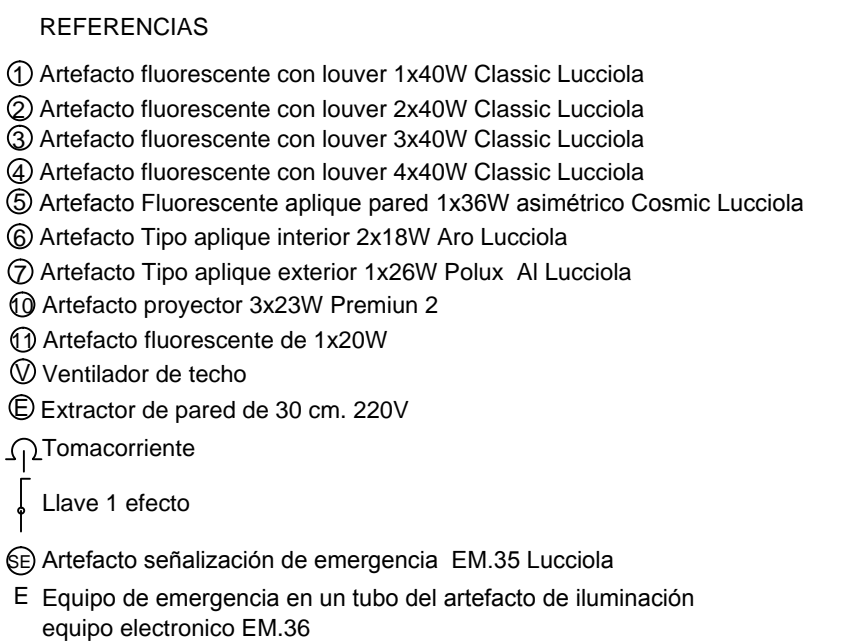 REFERENCIAS
1 Artefacto fluorescente con louver 1x40W Classic Lucciola
2 Artefacto fluorescente con louver 2x40W Classic Lucciola
3 Artefacto fluorescente con louver 3x40W Classic Lucciola
4 Artefacto fluorescente con louver 4x40W Classic Lucciola
5 Artefacto Fluorescente aplique pared 1x36W asimétrico Cosmic Lucciola
6 Artefacto Tipo aplique interior 2x18W Aro Lucciola
7 Artefacto Tipo aplique exterior 1x26W Polux Al Lucciola
10 Artefacto proyector 3x23W Premiun 2
11 Artefacto fluorescente de 1x20W
V Ventilador de techo
E Extractor de pared de 30 cm. 220V
Tomacorriente
Llave 1 efecto
SE Artefacto señalización de emergencia EM.35 Lucciola
E Equipo de emergencia en un tubo del artefacto de iluminación
equipo electronico EM.36